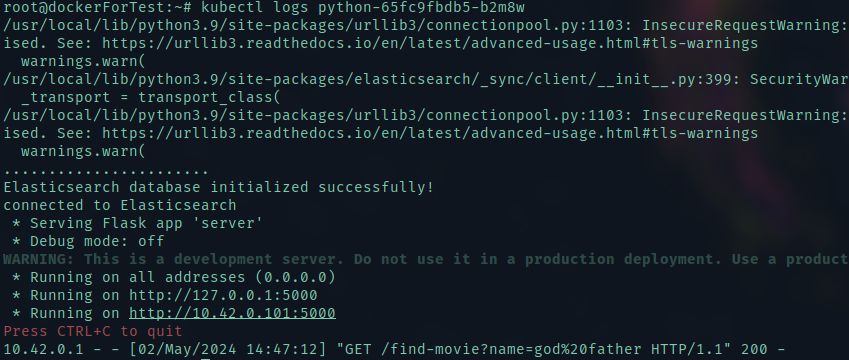 root@dockerForTest:~# kubectl logs python-65fc9fbdb5-b2m8w
/usr/local/lib/python3.9/site-packages/urllib3/connectionpool.py:1103: InsecureRequestWarning:
ised. See: https://urllib3.readthedocs.io/en/latest/advanced-usage.html#tls-warnings
  warnings.warn(
/usr/local/lib/python3.9/site-packages/elasticsearch/_sync/client/__init__.py:399: SecurityWar
  _transport = transport_class(
/usr/local/lib/python3.9/site-packages/urllib3/connectionpool.py:1103: InsecureRequestWarning:
ised. See: https://urllib3.readthedocs.io/en/latest/advanced-usage.html#tls-warnings
  warnings.warn(
.......................
Elasticsearch database initialized successfully!
connected to Elasticsearch
 * Serving Flask app 'server'
 * Debug mode: off
WARNING: This is a development server. Do not use it in a production deployment. Use a product
 * Running on all addresses (0.0.0.0)
 * Running on http://127.0.0.1:5000
 * Running on http://10.42.0.101:5000
Press CTRL+C to quit
10.42.0.1 - - [02/May/2024 14:47:12] "GET /find-movie?name=god%20father HTTP/1.1" 200 -